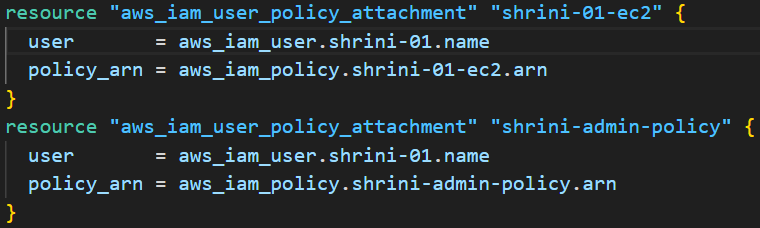 resource "aws_iam_user_policy_attachment" "shrini-01-ec2" {
  user       = aws_iam_user.shrini-01.name
  policy_arn = aws_iam_policy.shrini-01-ec2.arn
}
resource "aws_iam_user_policy_attachment" "shrini-admin-policy" {
  user       = aws_iam_user.shrini-01.name
  policy_arn = aws_iam_policy.shrini-admin-policy.arn
}